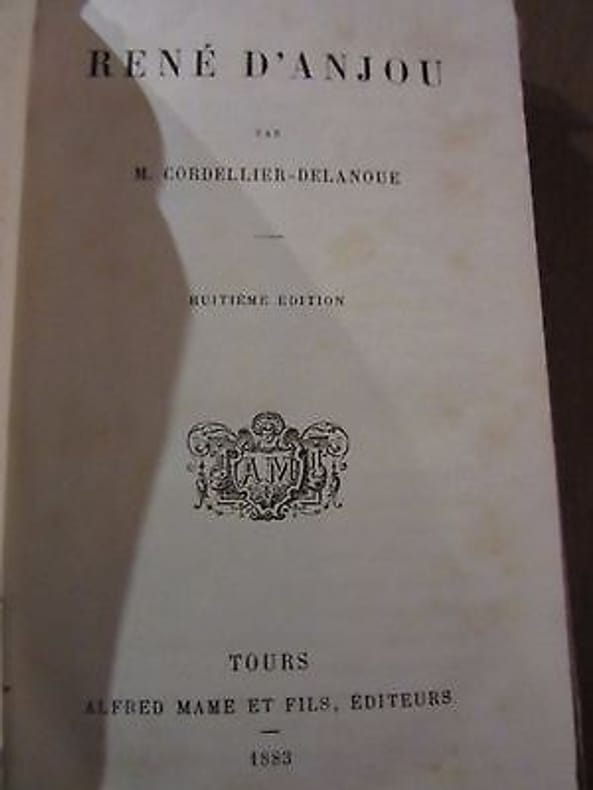 RENÉ D'ANJOU
PAR
M. CORDELLIER-DELANOUE
HUITIÈME ÉDITION
AM
TOURS
ALFRED MAME ET FILS, ÉDITEURS
1883